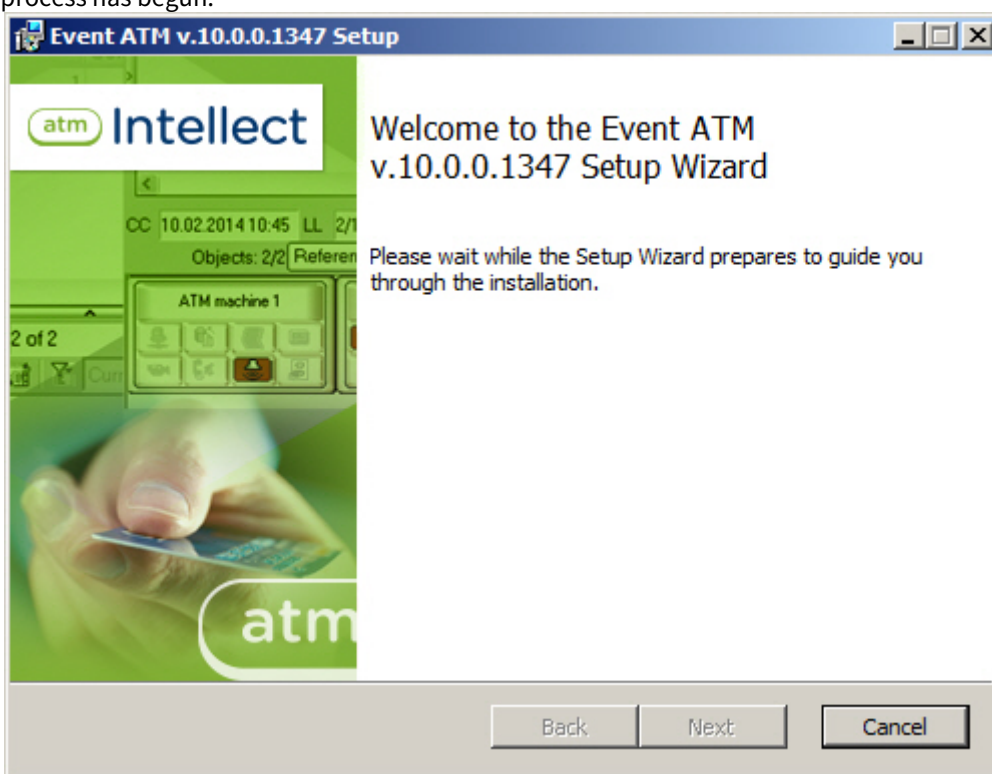 process has begun.
Event ATM v.10.0.0.1347 Setup
atm Intellect
Welcome to the Event ATM
v.10.0.0.1347 Setup Wizard
CC 10.02.2014 10:45 LL 2/1
Objects: 2/2 Referen
Please wait while the Setup Wizard prepares to guide you
through the installation.
ATM machine 1
2 of 2
Curr
atm
Back Next Cancel